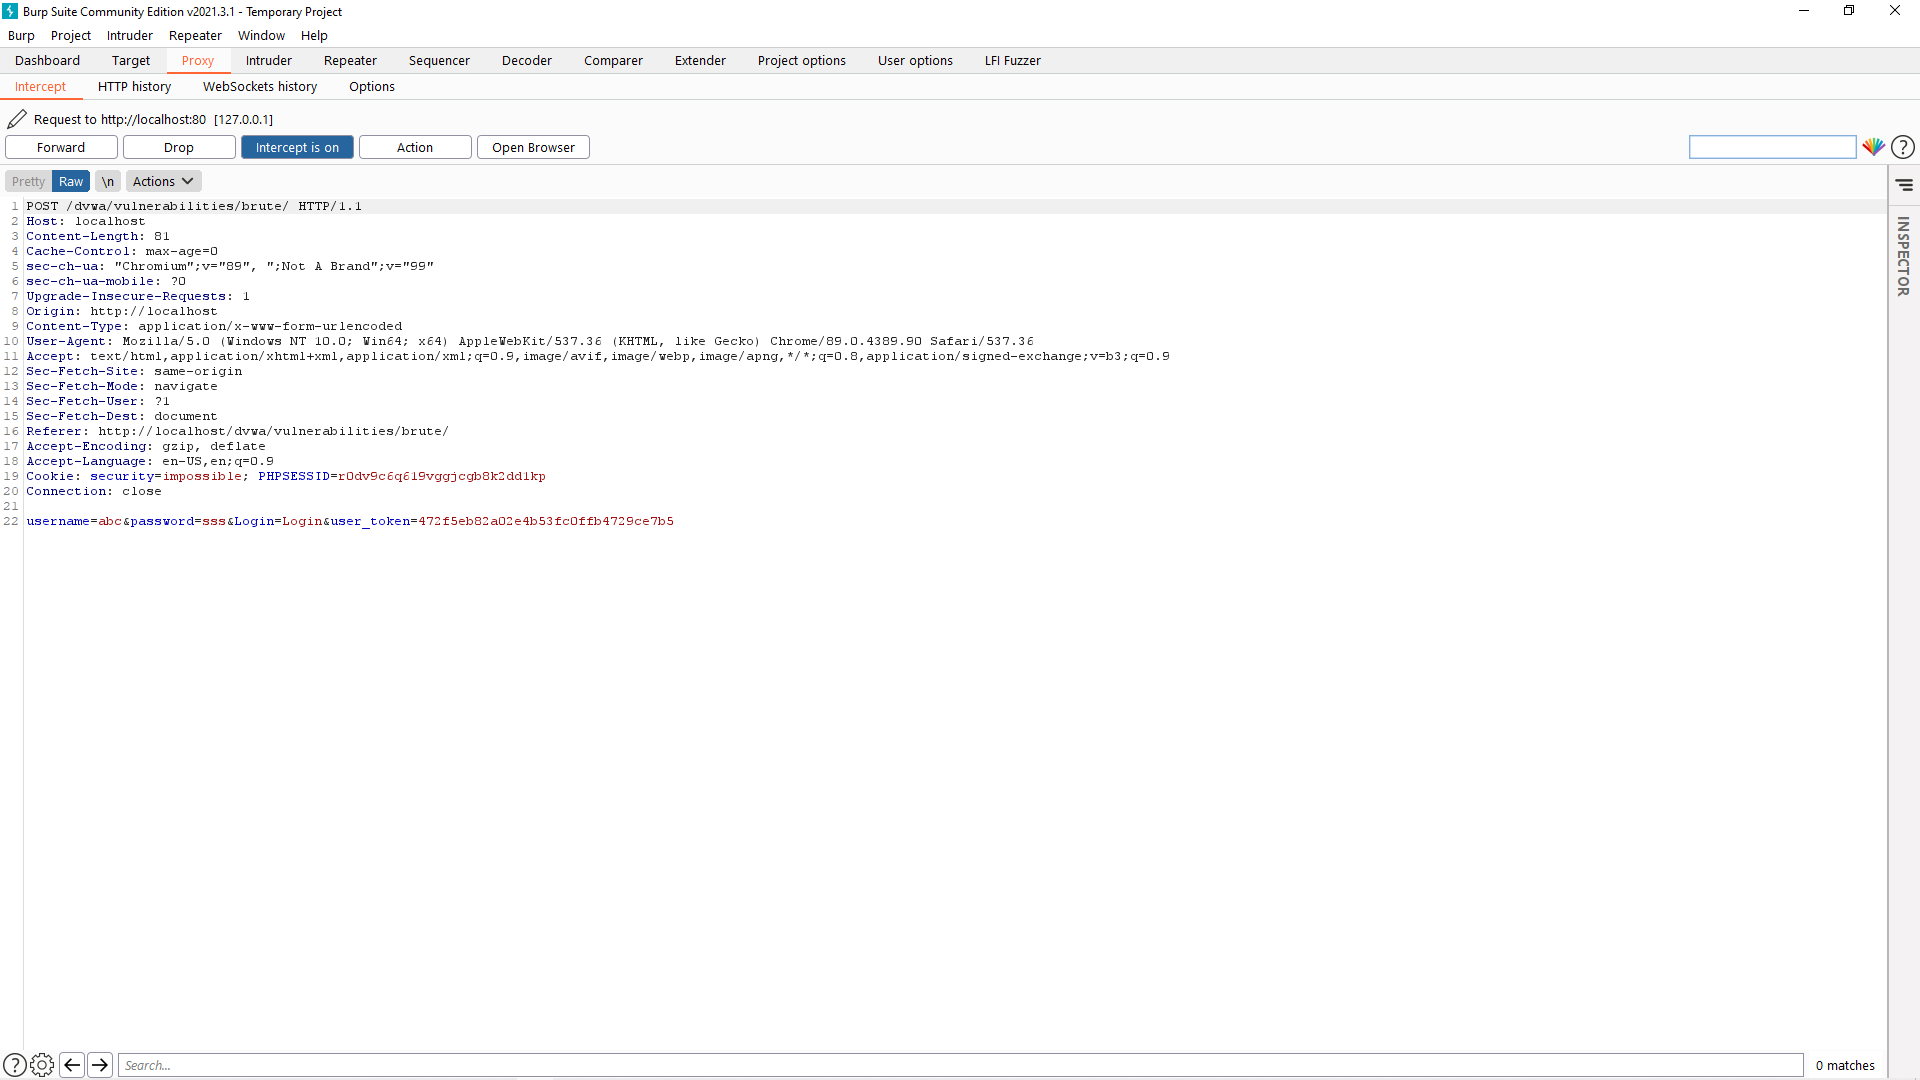 Burp Suite Community Edition v2021.3.1 - Temporary Project
Burp Project Intruder Repeater Window Help
Dashboard Target Proxy Intruder Repeater Sequencer Decoder Comparer Extender Project options User options LFI Fuzzer
Intercept HTTP history WebSockets history Options
Request to http://localhost:80 [127.0.0.1]
Forward Drop Intercept is on Action Open Browser ?
Pretty Raw \n Actions
INSPECTOR
1 POST /dvwa/vulnerabilities/brute/ HTTP/1.1
2 Host: localhost
3 Content-Length: 81
4 Cache-Control: max-age=0
5 sec-ch-ua: "Chromium";v="89", ";Not A Brand";v="99"
6 sec-ch-ua-mobile: ?0
7 Upgrade-Insecure-Requests: 1
8 Origin: http://localhost
9 Content-Type: application/x-www-form-urlencoded
10 User-Agent: Mozilla/5.0 (Windows NT 10.0; Win64; x64) AppleWebKit/537.36 (KHTML, like Gecko) Chrome/89.0.4389.90 Safari/537.36
11 Accept: text/html,application/xhtml+xml,application/xml;q=0.9,image/avif,image/webp,image/apng,*/*;q=0.8,application/signed-exchange;v=b3;q=0.9
12 Sec-Fetch-Site: same-origin
13 Sec-Fetch-Mode: navigate
14 Sec-Fetch-User: ?1
15 Sec-Fetch-Dest: document
16 Referer: http://localhost/dvwa/vulnerabilities/brute/
17 Accept-Encoding: gzip, deflate
18 Accept-Language: en-US,en;q=0.9
19 Cookie: security=impossible; PHPSESSID=r0dv9c6q619vggjcgb8k2dd1kp
20 Connection: close
21
22 username=abc&password=sss&Login=Login&user_token=472f5eb82a02e4b53fc0ffb4729ce7b5
? Search... 0 matches